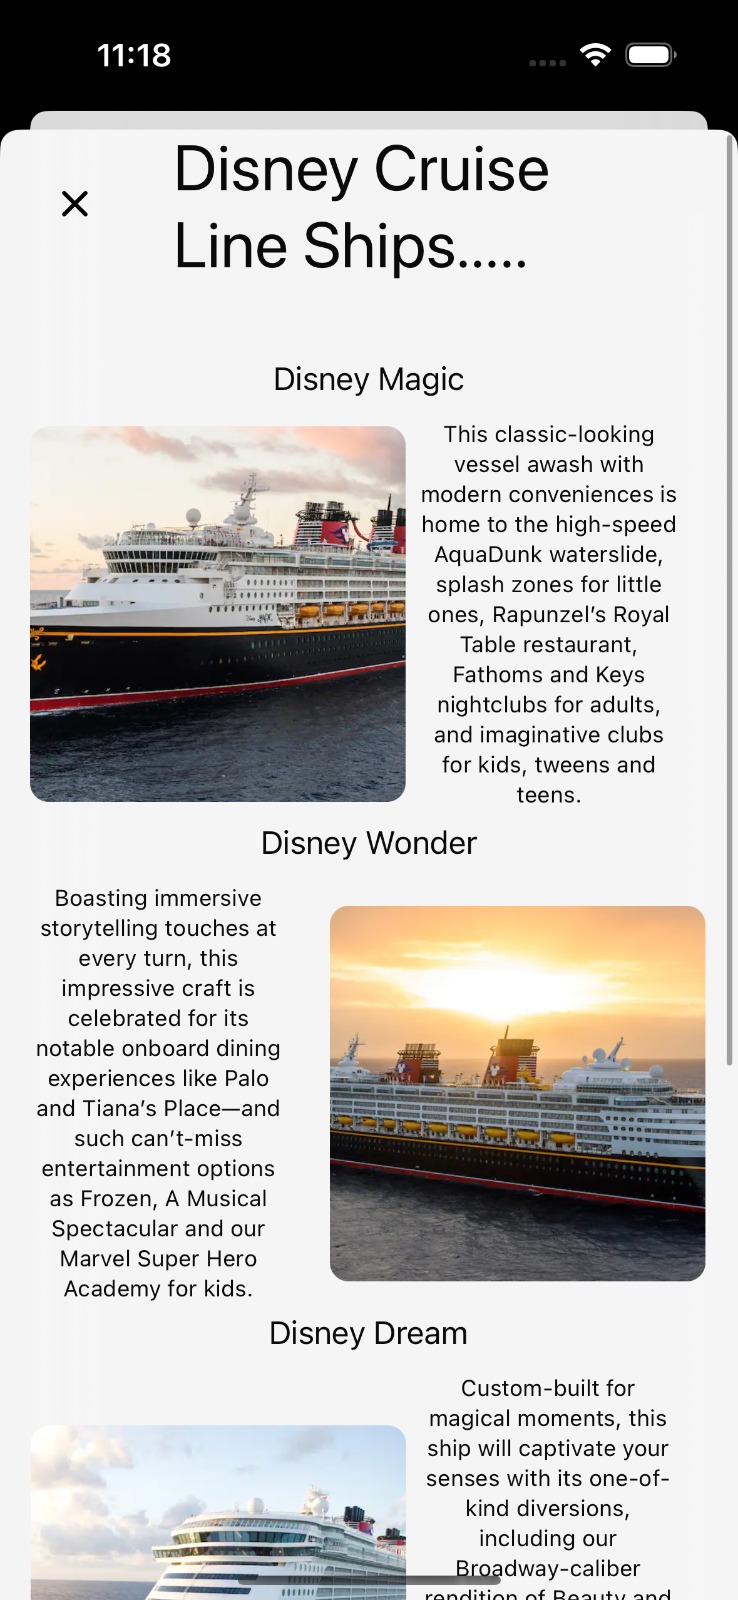 11:18
Disney Cruise
Line Ships.....
Disney Magic
This classic-looking
vessel awash with
modern conveniences is
home to the high-speed
AquaDunk waterslide,
splash zones for little
ones, Rapunzel’s Royal
Table restaurant,
Fathoms and Keys
nightclubs for adults,
and imaginative clubs
for kids, tweens and
teens.
Disney Wonder
Boasting immersive
storytelling touches at
every turn, this
impressive craft is
celebrated for its
notable onboard dining
experiences like Palo
and Tiana’s Place—and
such can’t-miss
entertainment options
as Frozen, A Musical
Spectacular and our
Marvel Super Hero
Academy for kids.
Disney Dream
Custom-built for
magical moments, this
ship will captivate your
senses with its one-of-
kind diversions,
including our
Broadway-caliber
rendition of Beauty and